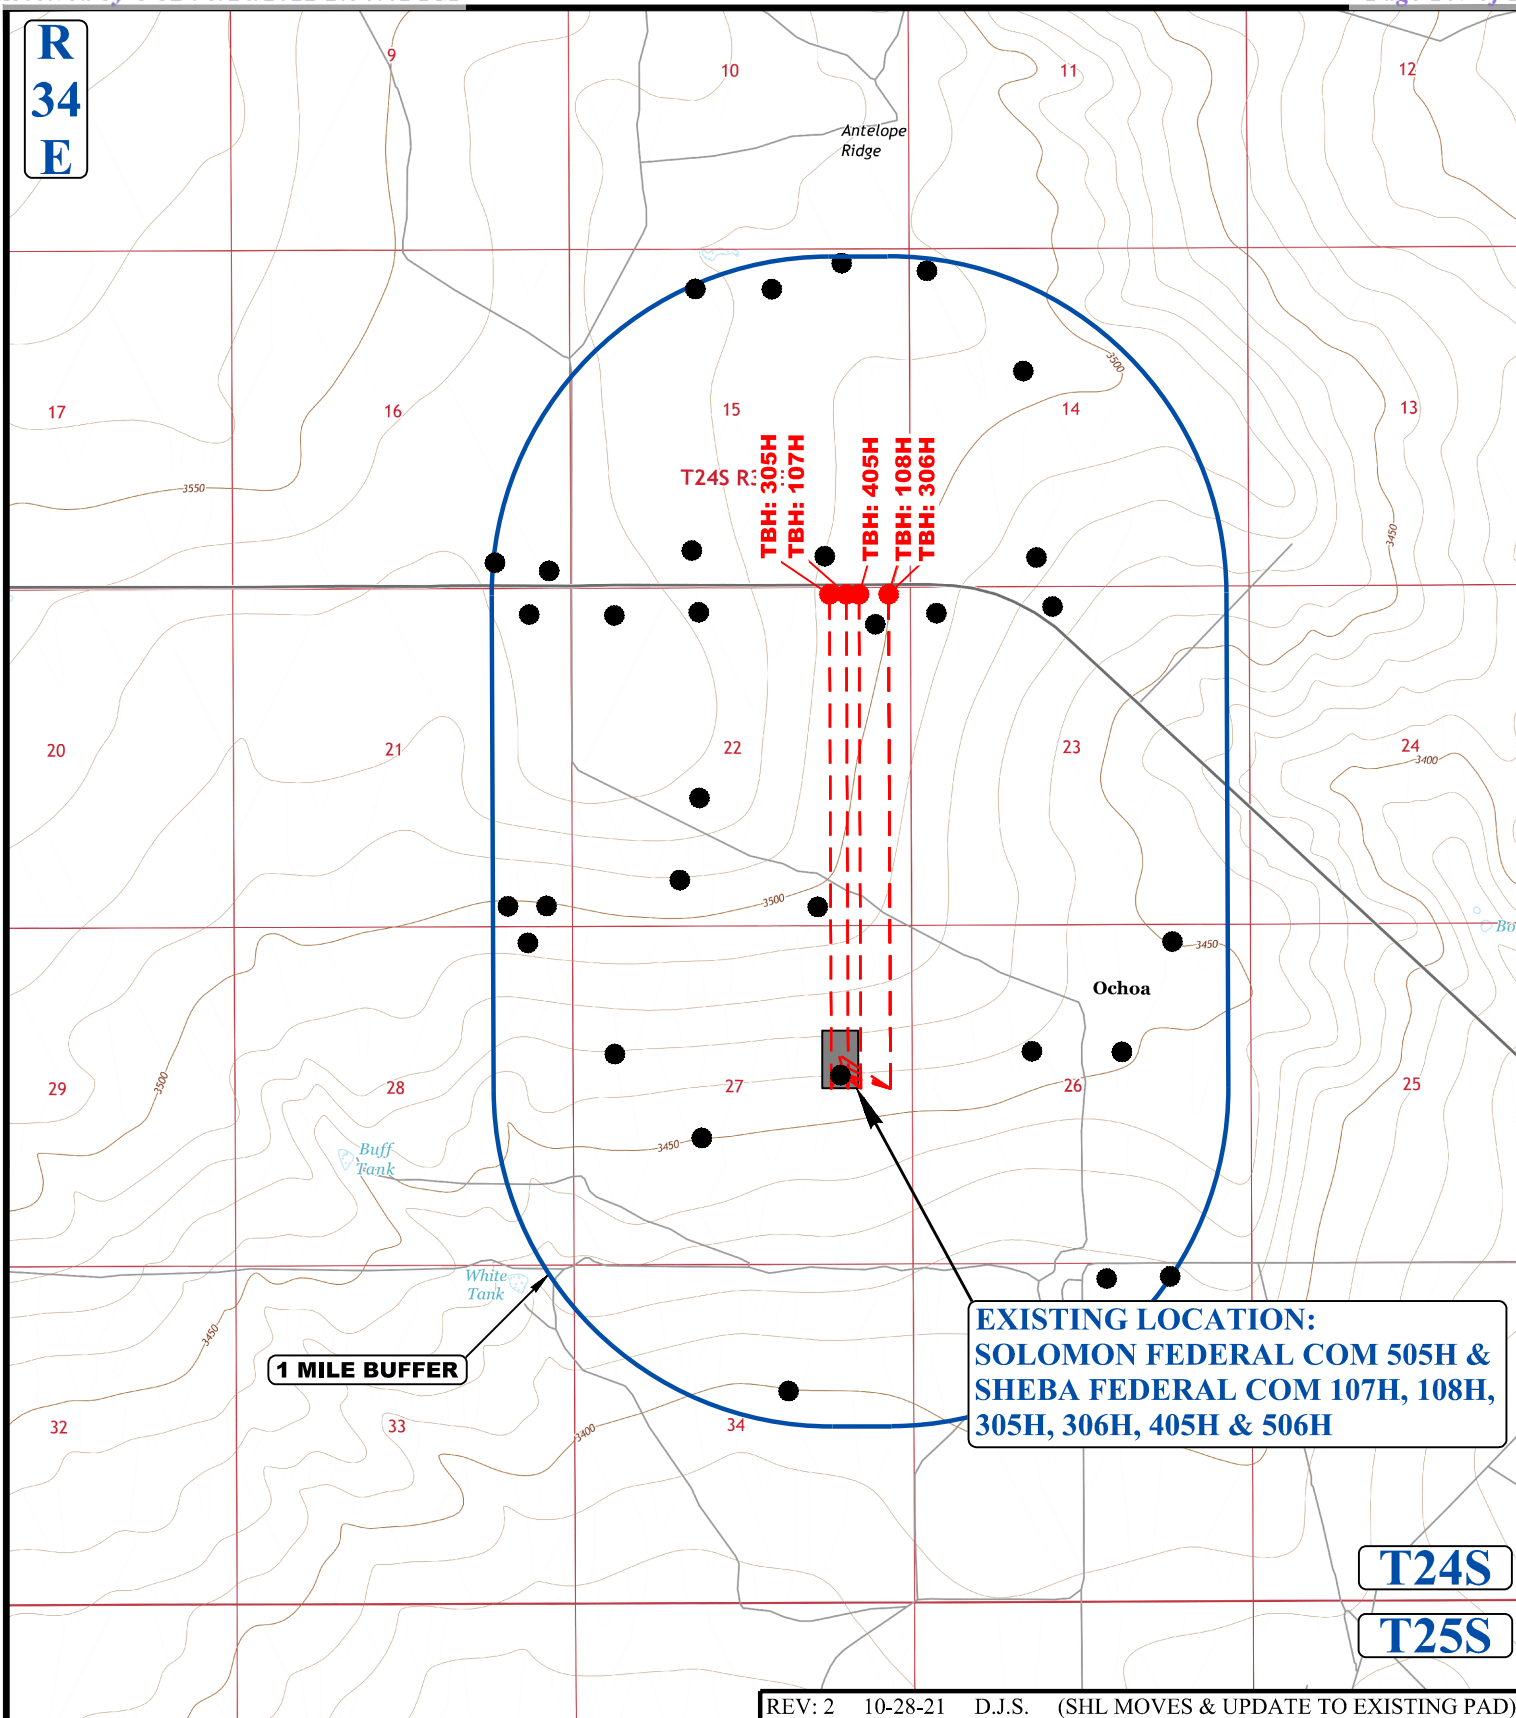 R
34
E
9
10
11
12
Antelope
Ridge
17
16
15
14
13
3500
3550
T24S
TBH: 305H
TBH: 107H
TBH: 405H
TBH: 108H
TBH: 306H
3450
20
21
22
23
24
3400
3500
3450
Ochoa
29
28
27
26
25
3500
3450
Buff
Tank
White
Tank
3450
1 MILE BUFFER
EXISTING LOCATION:
SOLOMON FEDERAL COM 505H &
SHEBA FEDERAL COM 107H, 108H,
305H, 306H, 405H & 506H
32
33
34
3400
T24S
T25S
REV: 2 10-28-21 D.J.S. (SHL MOVES & UPDATE TO EXISTING PAD)